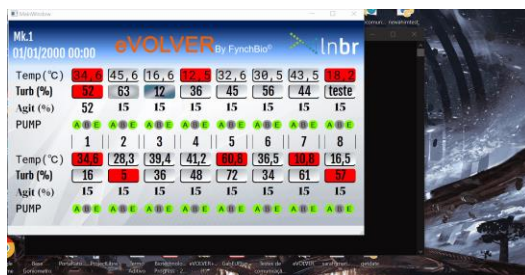 MainWindow
Mk.1
01/01/2000 00:00
eVOLVER By FynchBio®
lnbr
Temp(°C) 34,6 45,6 16,6 12,5 32,6 30,5 43,5 18,2
Turb (%) 52 63 12 36 45 56 44 teste
Agit (%) 52 15 15 15 15 15 15 15
PUMP A B E A B E A B E A B E A B E A B E A B E A B E
1 2 3 4 5 6 7 8
Temp(°C) 34,6 28,3 39,4 41,2 60,8 36,5 10,8 16,5
Turb (%) 16 5 36 48 72 34 61 57
Agit (%) 15 15 15 15 15 15 15 15
PUMP A B E A B E A B E A B E A B E A B E A B E A B E